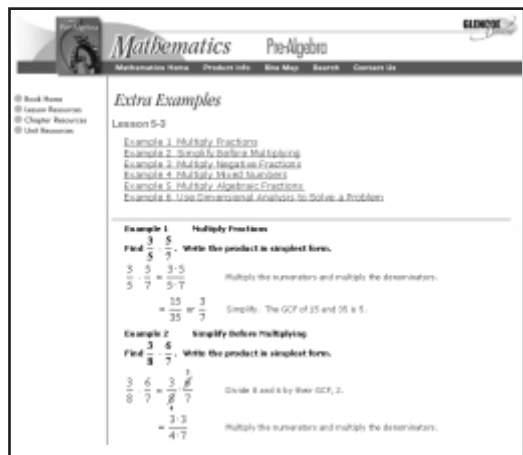 Pre-Algebra
GLENCOE
Mathematics Pre-Algebra
Mathematics Home Product Info Site Map Search Contact Us
Book Home
Lesson Resources
Chapter Resources
Unit Resources
Extra Examples
Lesson 5-3
Example 1 Multiply Fractions
Example 2 Simplify Before Multiplying
Example 3 Multiply Negative Fractions
Example 4 Multiply Mixed Numbers
Example 5 Multiply Algebraic Fractions
Example 6 Use Dimensional Analysis to Solve a Problem
Example 1 Multiply Fractions
Find 3/5 · 5/7. Write the product in simplest form.
3/5 · 5/7 = 3·5/5·7 Multiply the numerators and multiply the denominators.
= 15/35 or 3/7 Simplify. The GCF of 15 and 35 is 5.
Example 2 Simplify Before Multiplying
Find 3/8 · 6/7. Write the product in simplest form.
3/8 · 6/7 = 3/8 · 6/7 Divide 8 and 6 by their GCF, 2.
= 3·3/4·7 Multiply the numerators and multiply the denominators.